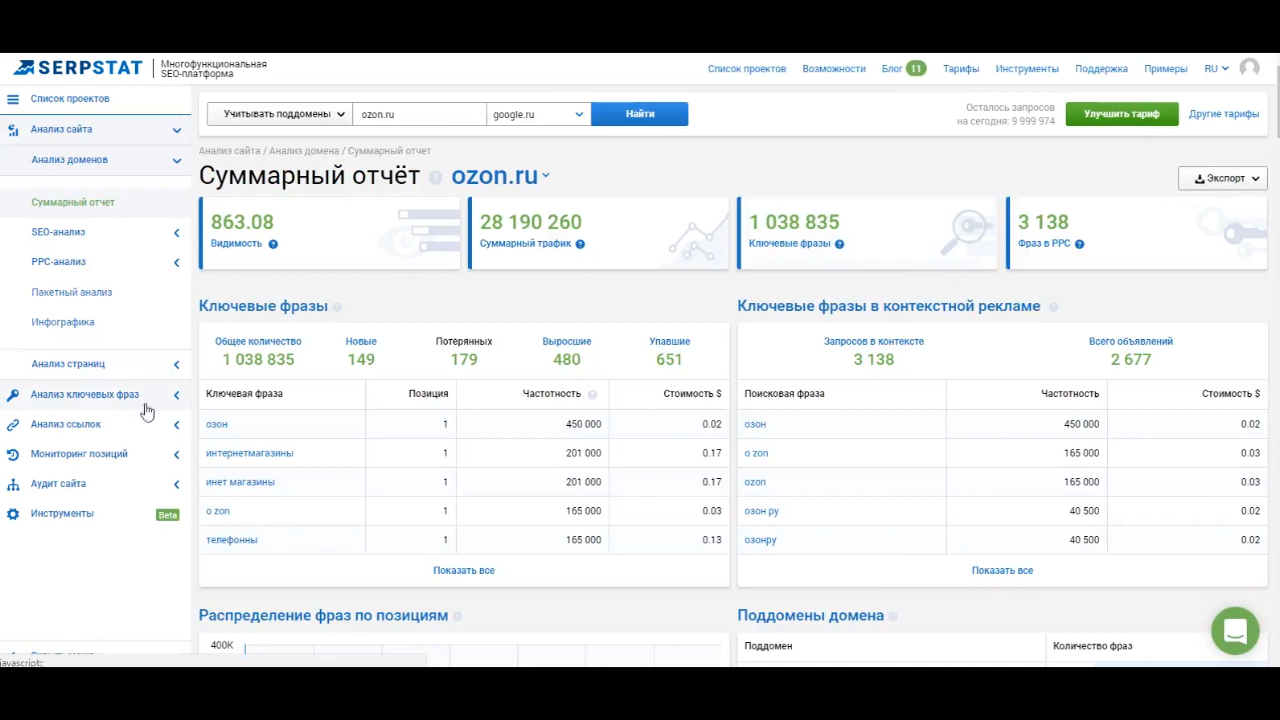 SERPSTAT
Многофункциональная
SEO-платформа
Список проектов
Возможности
Блог 11
Тарифы
Инструменты
Поддержка
Примеры
RU
Список проектов
Анализ сайта
Анализ доменов
Суммарный отчет
SEO-анализ
PPC-анализ
Пакетный анализ
Инфографика
Анализ страниц
Анализ ключевых фраз
Анализ ссылок
Мониторинг позиций
Аудит сайта
Инструменты Beta
javascript:;
Учитывать поддомены
ozon.ru
google.ru
Найти
Осталось запросов
на сегодня: 9 999 974
Улучшить тариф
Другие тарифы
Анализ сайта / Анализ домена / Суммарный отчет
Суммарный отчёт ? ozon.ru
Экспорт
863.08
Видимость ?
28 190 260
Суммарный трафик ?
1 038 835
Ключевые фразы ?
3 138
Фраз в PPC ?
Ключевые фразы ?
Общее количество Новые Потерянных Выросшие Упавшие
1 038 835 149 179 480 651
Ключевая фраза Позиция Частотность ? Стоимость $
озон 1 450 000 0.02
интернетмагазины 1 201 000 0.17
инет магазины 1 201 000 0.17
o zon 1 165 000 0.03
телефонны 1 165 000 0.13
Показать все
Ключевые фразы в контекстной рекламе ?
Запросов в контексте Всего объявлений
3 138 2 677
Поисковая фраза Частотность Стоимость $
озон 450 000 0.02
o zon 165 000 0.03
ozon 165 000 0.03
озон ру 40 500 0.02
озонру 40 500 0.02
Показать все
Распределение фраз по позициям ?
400K
Поддомены домена ?
Поддомен Количество фраз